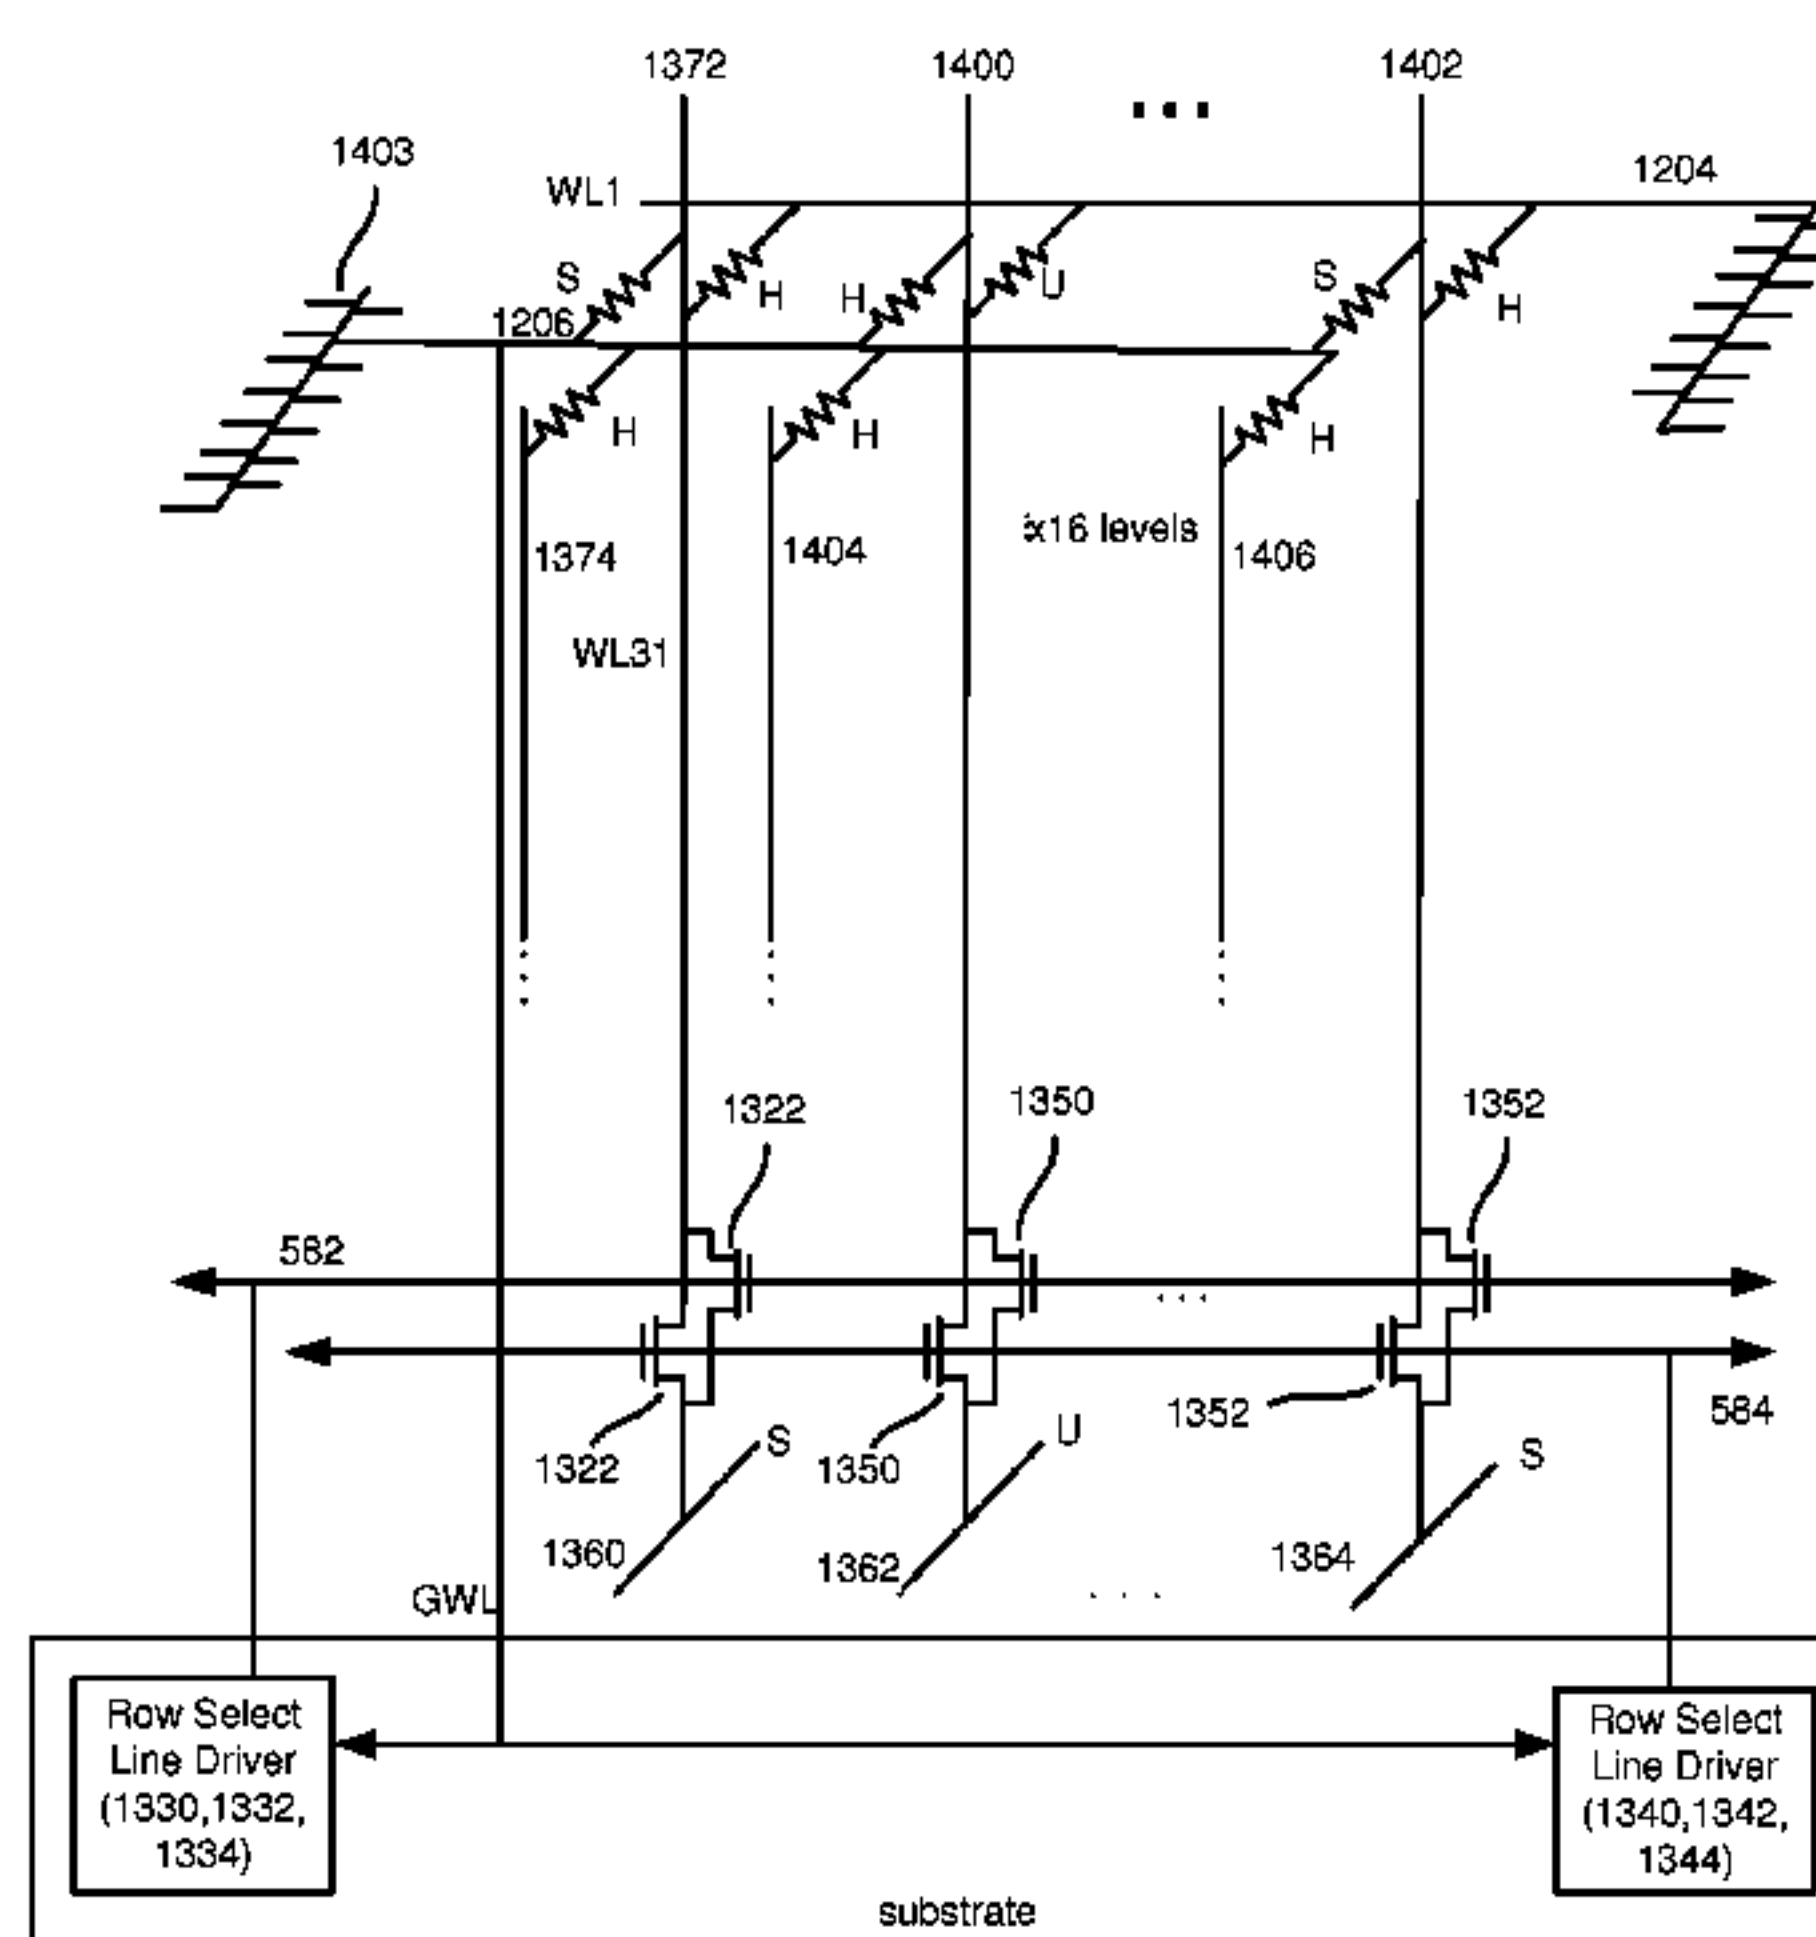 1372
1400
1402
1403
1204
WL1
S
H
H
U
S
H
1206
H
H
H
1374
1404
x16 levels
1406
WL31
1322
1350
1352
582
584
1322
1350
1352
S
U
S
1360
1362
1364
GWL
Row Select
Line Driver
(1330,1332,
1334)
Row Select
Line Driver
(1340,1342,
1344)
substrate